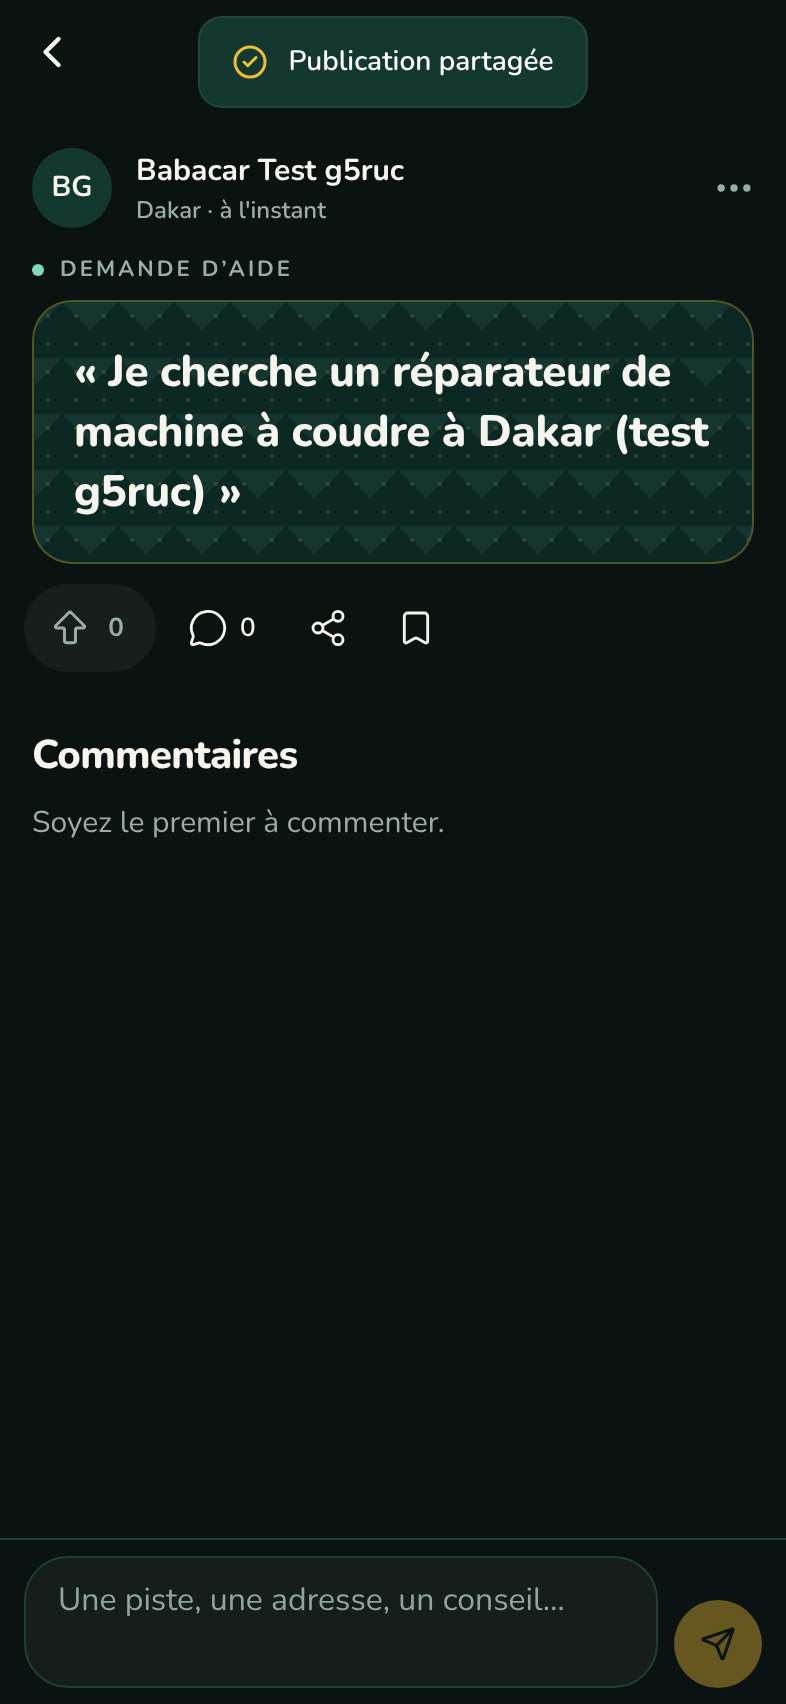 Publication partagée
BG
Babacar Test g5ruc
Dakar · à l'instant
DEMANDE D’AIDE
« Je cherche un réparateur de
machine à coudre à Dakar (test
g5ruc) »
0
0
Commentaires
Soyez le premier à commenter.
Une piste, une adresse, un conseil...